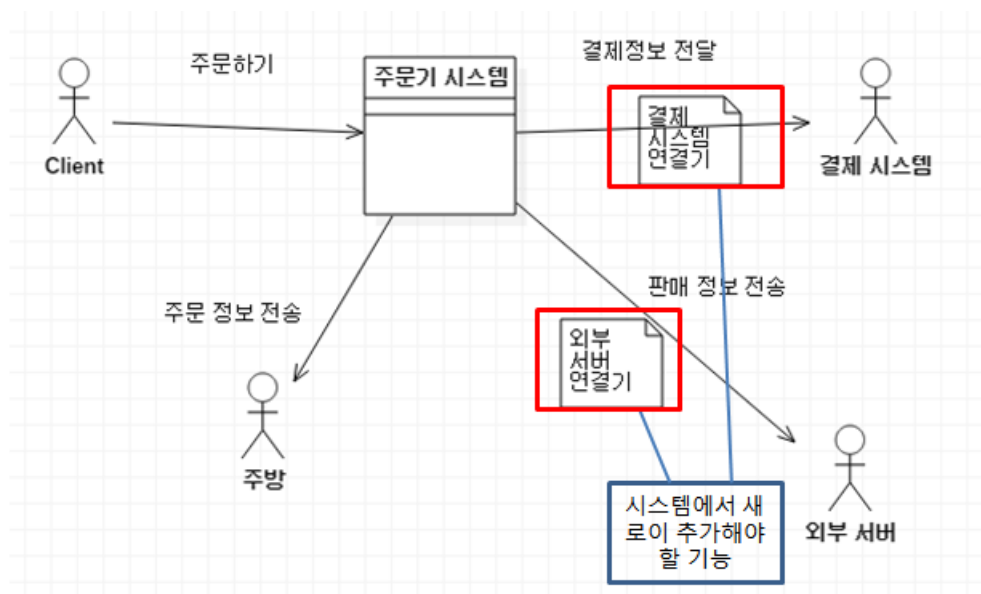 주문하기
주문기 시스템
결제정보 전달
결제
시스템
연결기
Client
결제 시스템
판매 정보 전송
주문 정보 전송
외부
서버
연결기
주방
시스템에서 새
로이 추가해야
할 기능
외부 서버